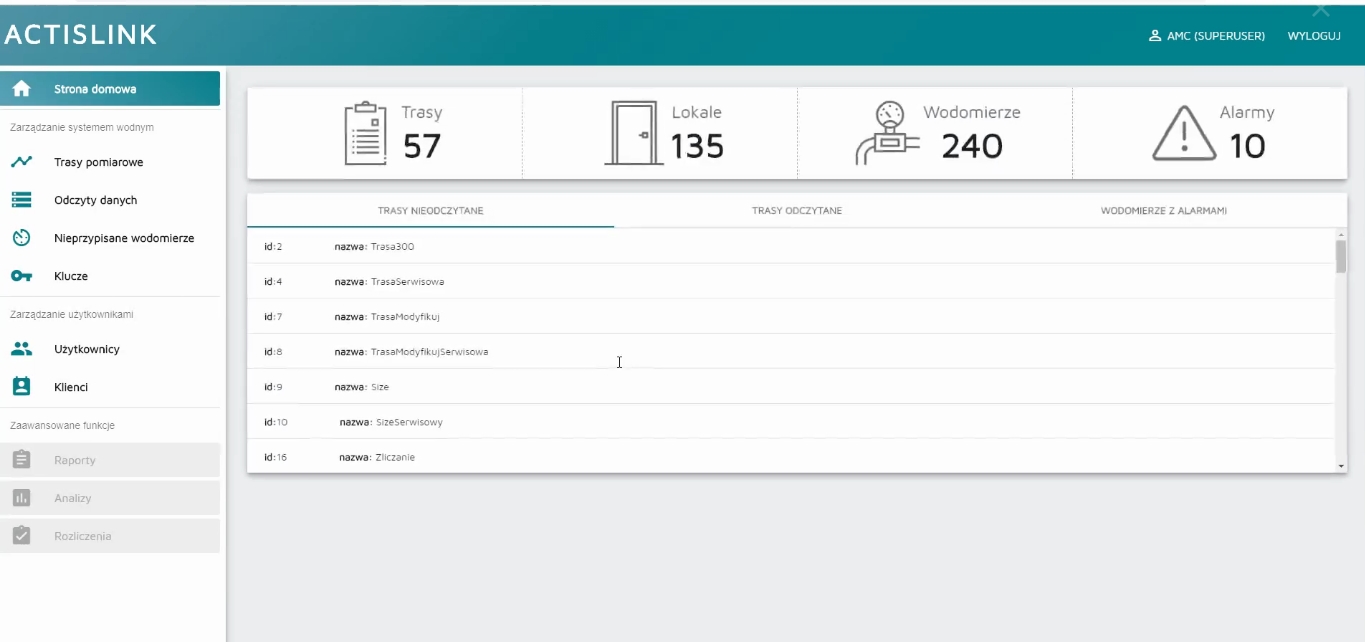 ACTISLINK
AMC (SUPERUSER) WYLOGUJ
Strona domowa
Zarządzanie systemem wodnym
Trasy pomiarowe
Odczyty danych
Nieprzypisane wodomierze
Klucze
Zarządzanie użytkownikami
Użytkownicy
Klienci
Zaawansowane funkcje
Raporty
Analizy
Rozliczenia
Trasy
57
Lokale
135
Wodomierze
240
Alarmy
10
TRASY NIEODCZYTANE TRASY ODCZYTANE WODOMIERZE Z ALARMAMI
id:2 nazwa: Trasa300
id:4 nazwa: TrasaSerwisowa
id:7 nazwa: TrasaModyfikuj
id:8 nazwa: TrasaModyfikujSerwisowa
id:9 nazwa: Size
id:10 nazwa: SizeSerwisowy
id:16 nazwa: Zliczanie